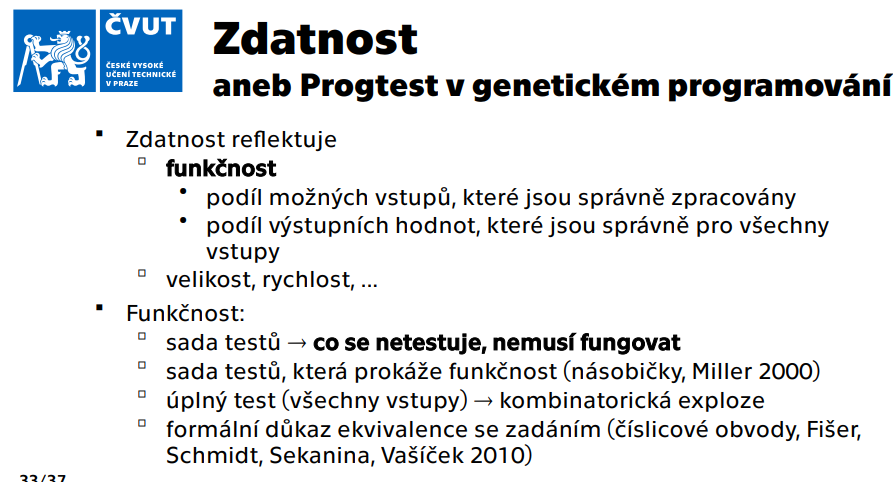 ČVUT
ČESKÉ VYSOKÉ
UČENÍ TECHNICKÉ
V PRAZE
Zdatnost
aneb Progtest v genetickém programování
Zdatnost reflektuje
funkčnost
podíl možných vstupů, které jsou správně zpracovány
podíl výstupních hodnot, které jsou správně pro všechny
vstupy
velikost, rychlost, ...
Funkčnost:
sada testů → co se netestuje, nemusí fungovat
sada testů, která prokáže funkčnost (násobičky, Miller 2000)
úplný test (všechny vstupy) → kombinatorická exploze
formální důkaz ekvivalence se zadáním (číslicové obvody, Fišer,
Schmidt, Sekanina, Vašíček 2010)
33/37